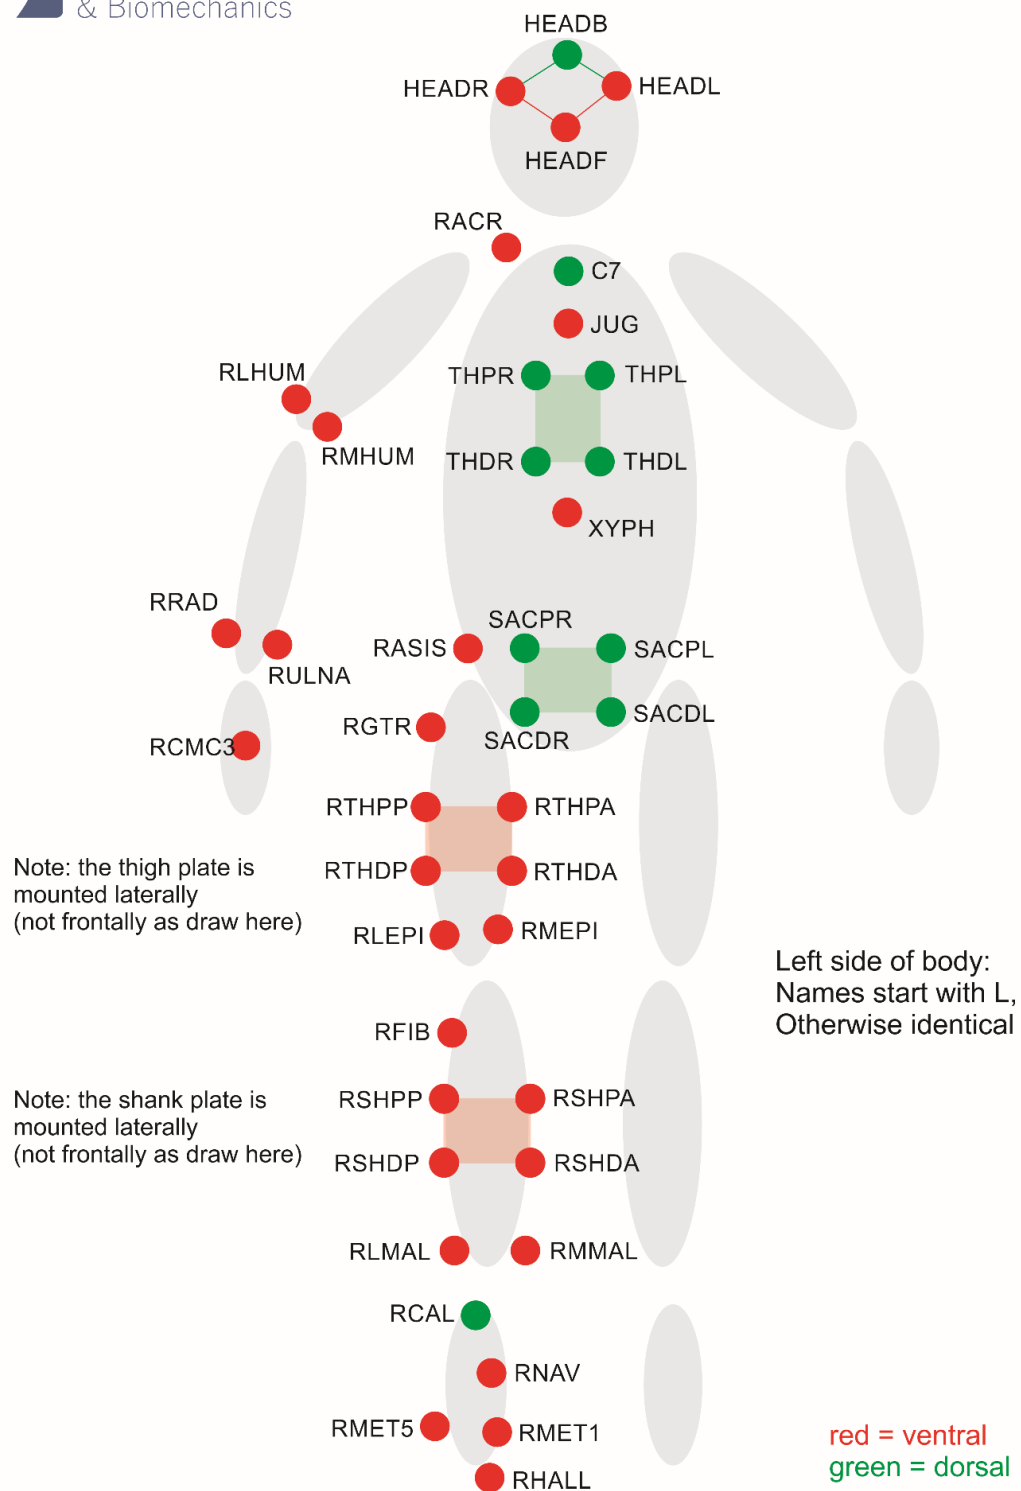 & Biomechanics
HEADB
HEADR
HEADL
HEADF
RACR
C7
JUG
RLHUM
THPR
THPL
RMHUM
THDR
THDL
XYPH
RRAD
SACPR
RASIS
SACPL
RULNA
RGTR
SACDL
SACDR
RCMC3
RTHPP
RTHPA
Note: the thigh plate is
mounted laterally
(not frontally as draw here)
RTHDP
RTHDA
RLEPI
RMEPI
Left side of body:
Names start with L,
Otherwise identical
RFIB
Note: the shank plate is
mounted laterally
(not frontally as draw here)
RSHPP
RSHPA
RSHDP
RSHDA
RLMAL
RMMAL
RCAL
RNAV
RMET5
RMET1
RHALL
red = ventral
green = dorsal